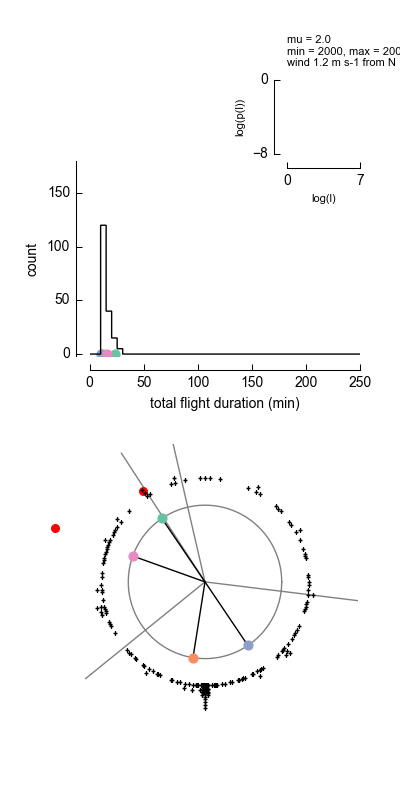 mu = 2.0
min = 2000, max = 200
wind 1.2 m s-1 from N
0
log(p(l))
−8
0 7
log(l)
150
100
50
0
count
0 50 100 150 200 250
total flight duration (min)